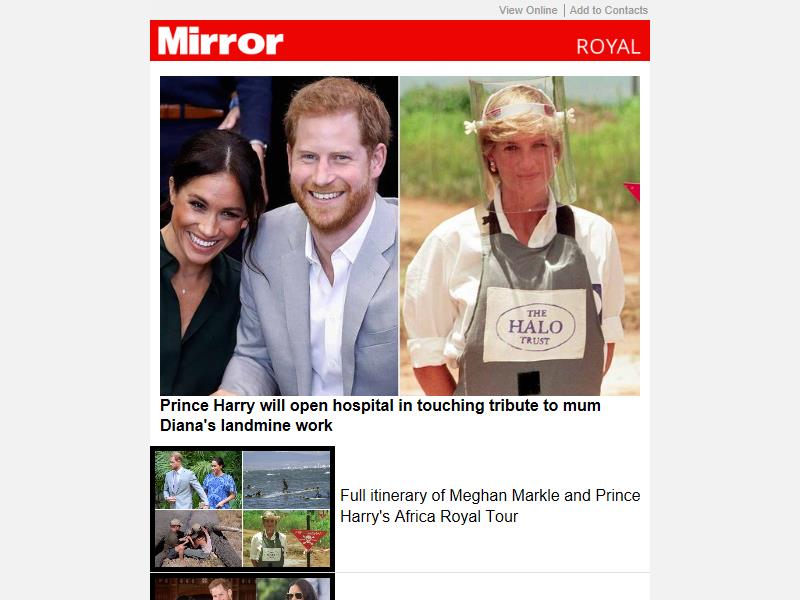 View Online | Add to Contacts
Mirror
ROYAL
THE
HALO
TRUST
Prince Harry will open hospital in touching tribute to mum
Diana's landmine work
Full itinerary of Meghan Markle and Prince
Harry's Africa Royal Tour